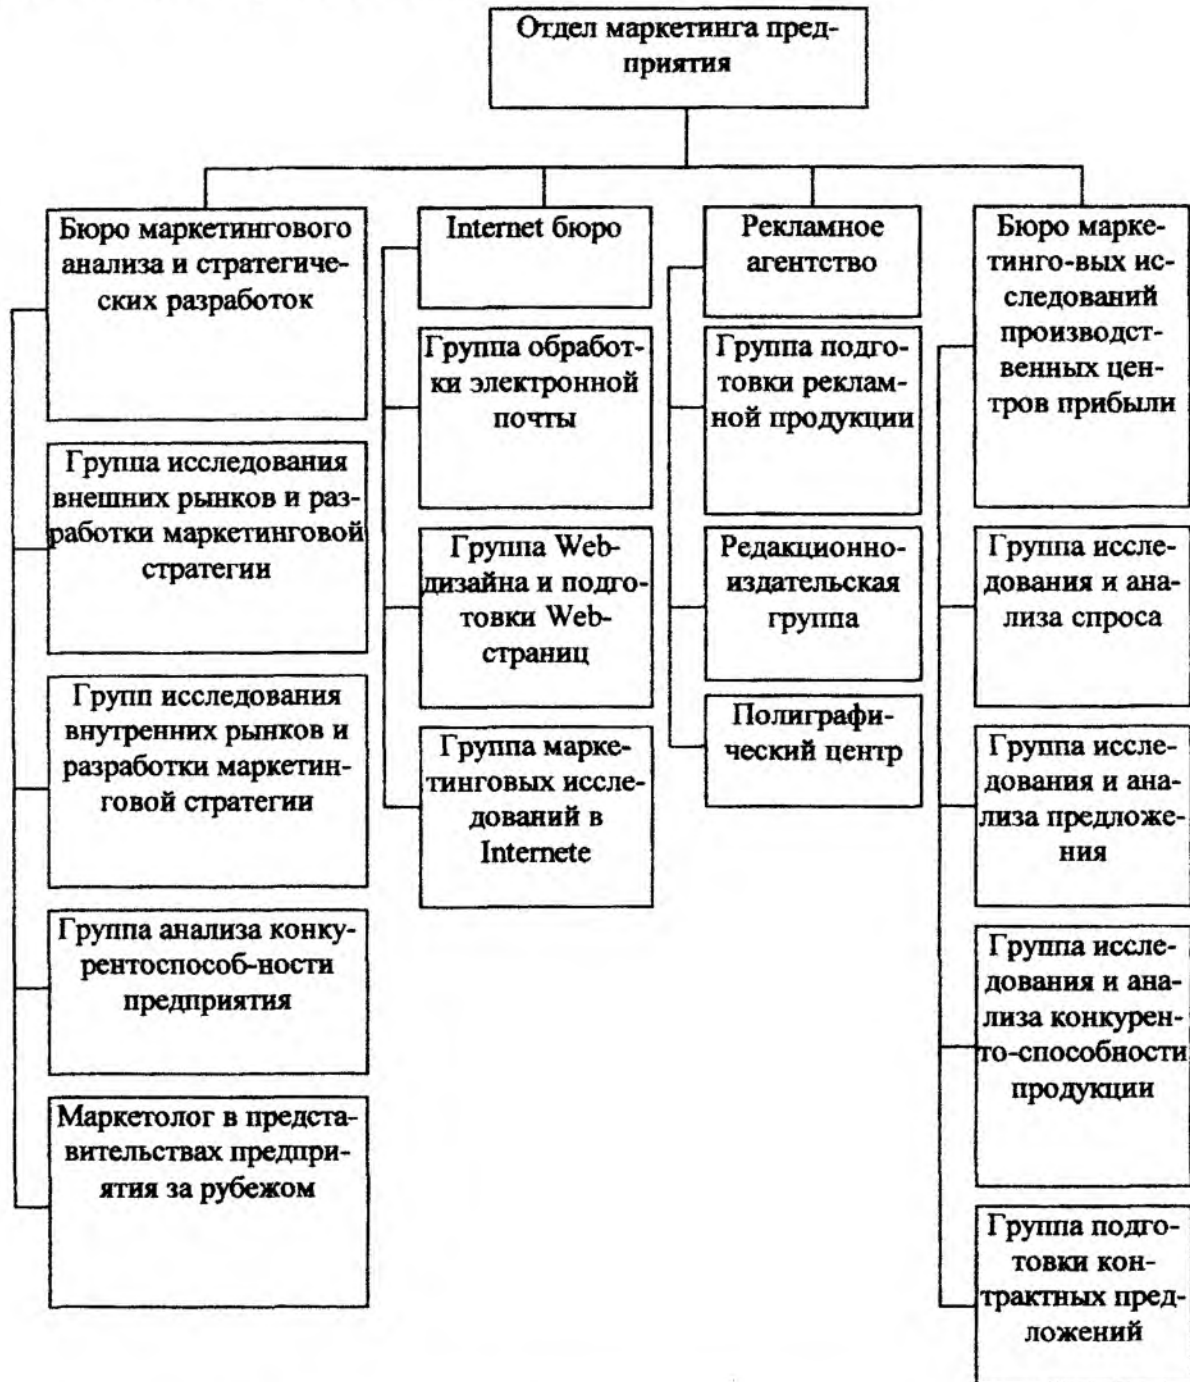 Отдел маркетинга пред-
приятия
Бюро маркетингового
анализа и стратегиче-
ских разработок
Группа исследования
внешних рынков и раз-
работки маркетинговой
стратегии
Групп исследования
внутренних рынков и
разработки маркетин-
говой стратегии
Группа анализа конку-
рентоспособ-ности
предприятия
Маркетолог в предста-
вительствах предпри-
ятия за рубежом
Internet бюро
Группа обработ-
ки электронной
почты
Группа Web-
дизайна и подго-
товки Web-
страниц
Группа марке-
тинговых иссле-
дований в
Internete
Рекламное
агентство
Группа подго-
товки реклам-
ной продукции
Редакционно-
издательская
группа
Полиграфи-
ческий центр
Бюро марке-
тинго-вых ис-
следований
производст-
венных цен-
тров прибыли
Группа иссле-
дования и ана-
лиза спроса
Группа иссле-
дования и ана-
лиза предложе-
ния
Группа иссле-
дования и ана-
лиза конкурен-
то-способности
продукции
Группа подго-
товки кон-
трактных пред-
ложений